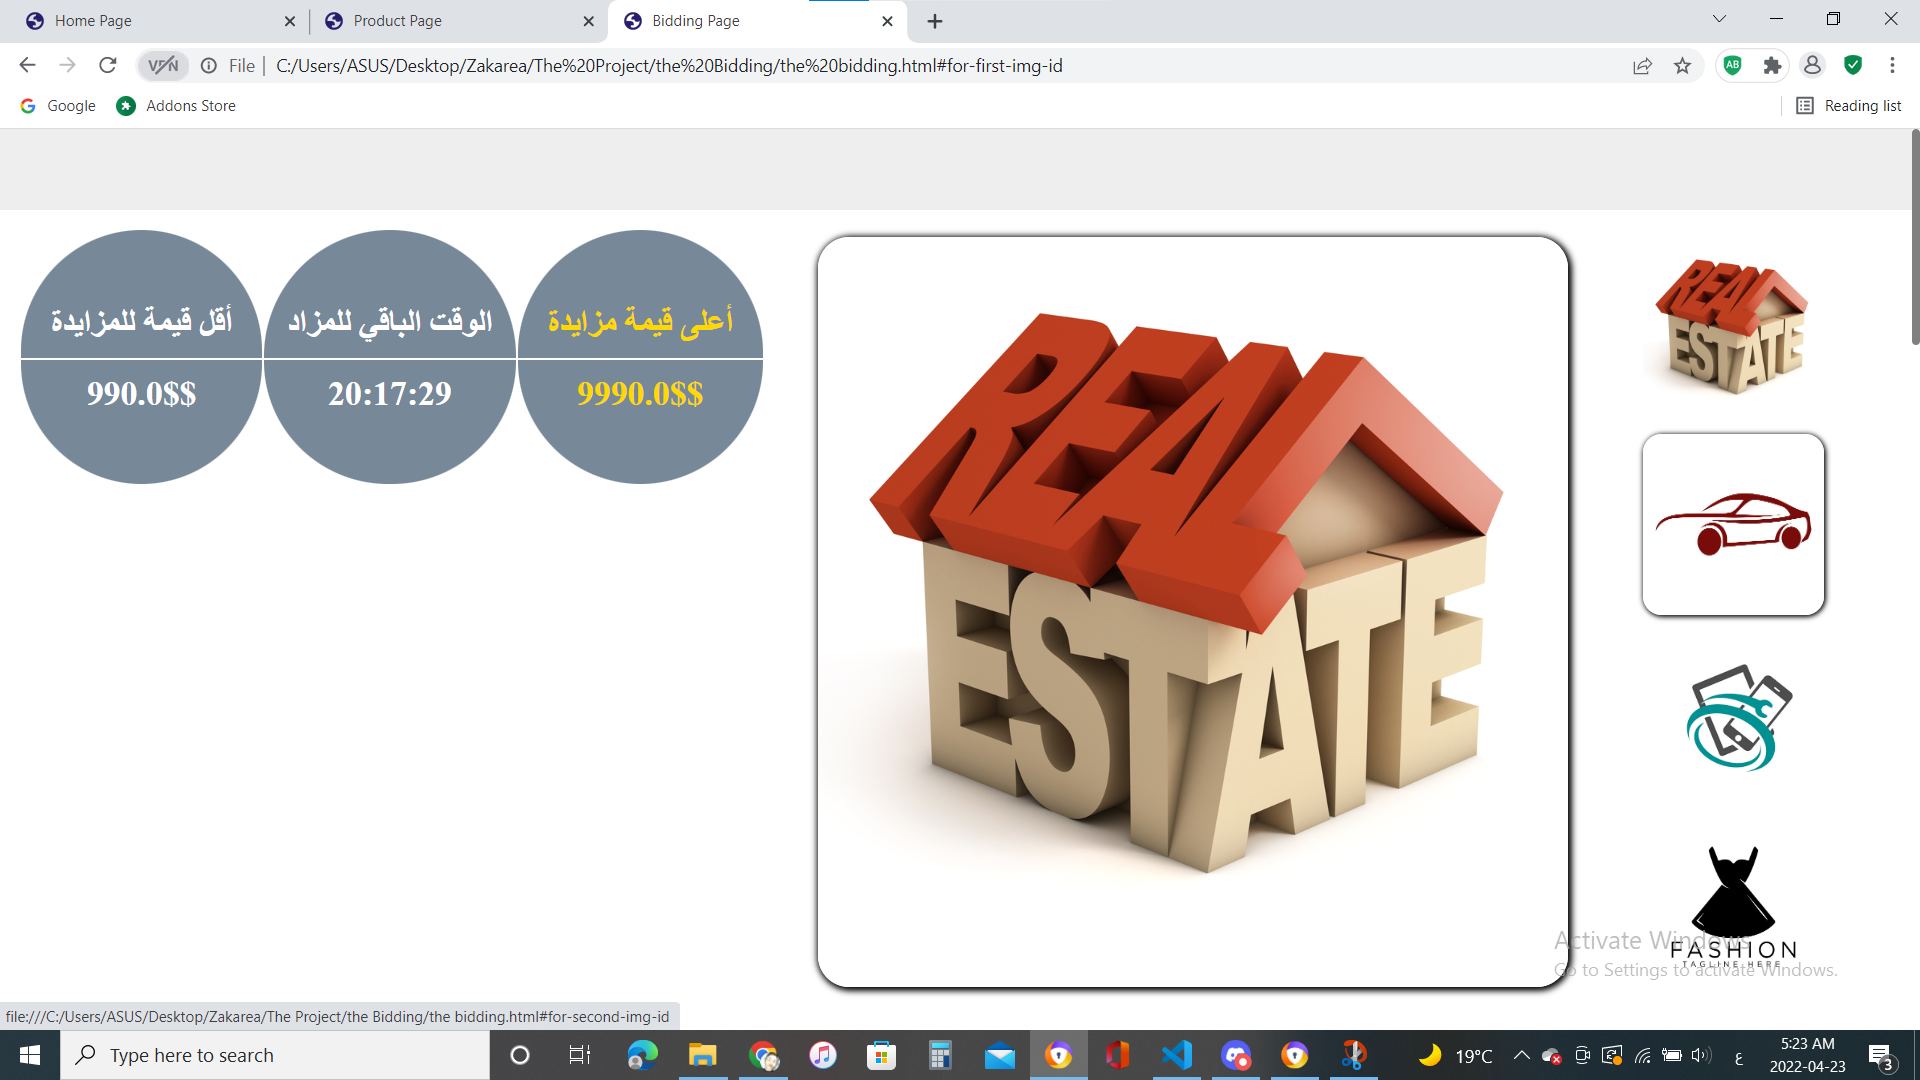 Home Page
Product Page
Bidding Page
VPN
File
C:/Users/ASUS/Desktop/Zakarea/The%20Project/the%20Bidding/the%20bidding.html#for-first-img-id
AB
Google
Addons Store
Reading list
أعلى قيمة مزايدة
9990.0$$
الوقت الباقي للمزاد
20:17:29
أقل قيمة للمزايدة
990.0$$
REAL
ESTATE
REAL
ESTATE
FASHION
TAGLINE HERE
Activate Windows
Go to Settings to activate Windows.
file:///C:/Users/ASUS/Desktop/Zakarea/The Project/the Bidding/the bidding.html#for-second-img-id
Type here to search
19°C
ع
5:23 AM
2022-04-23
3